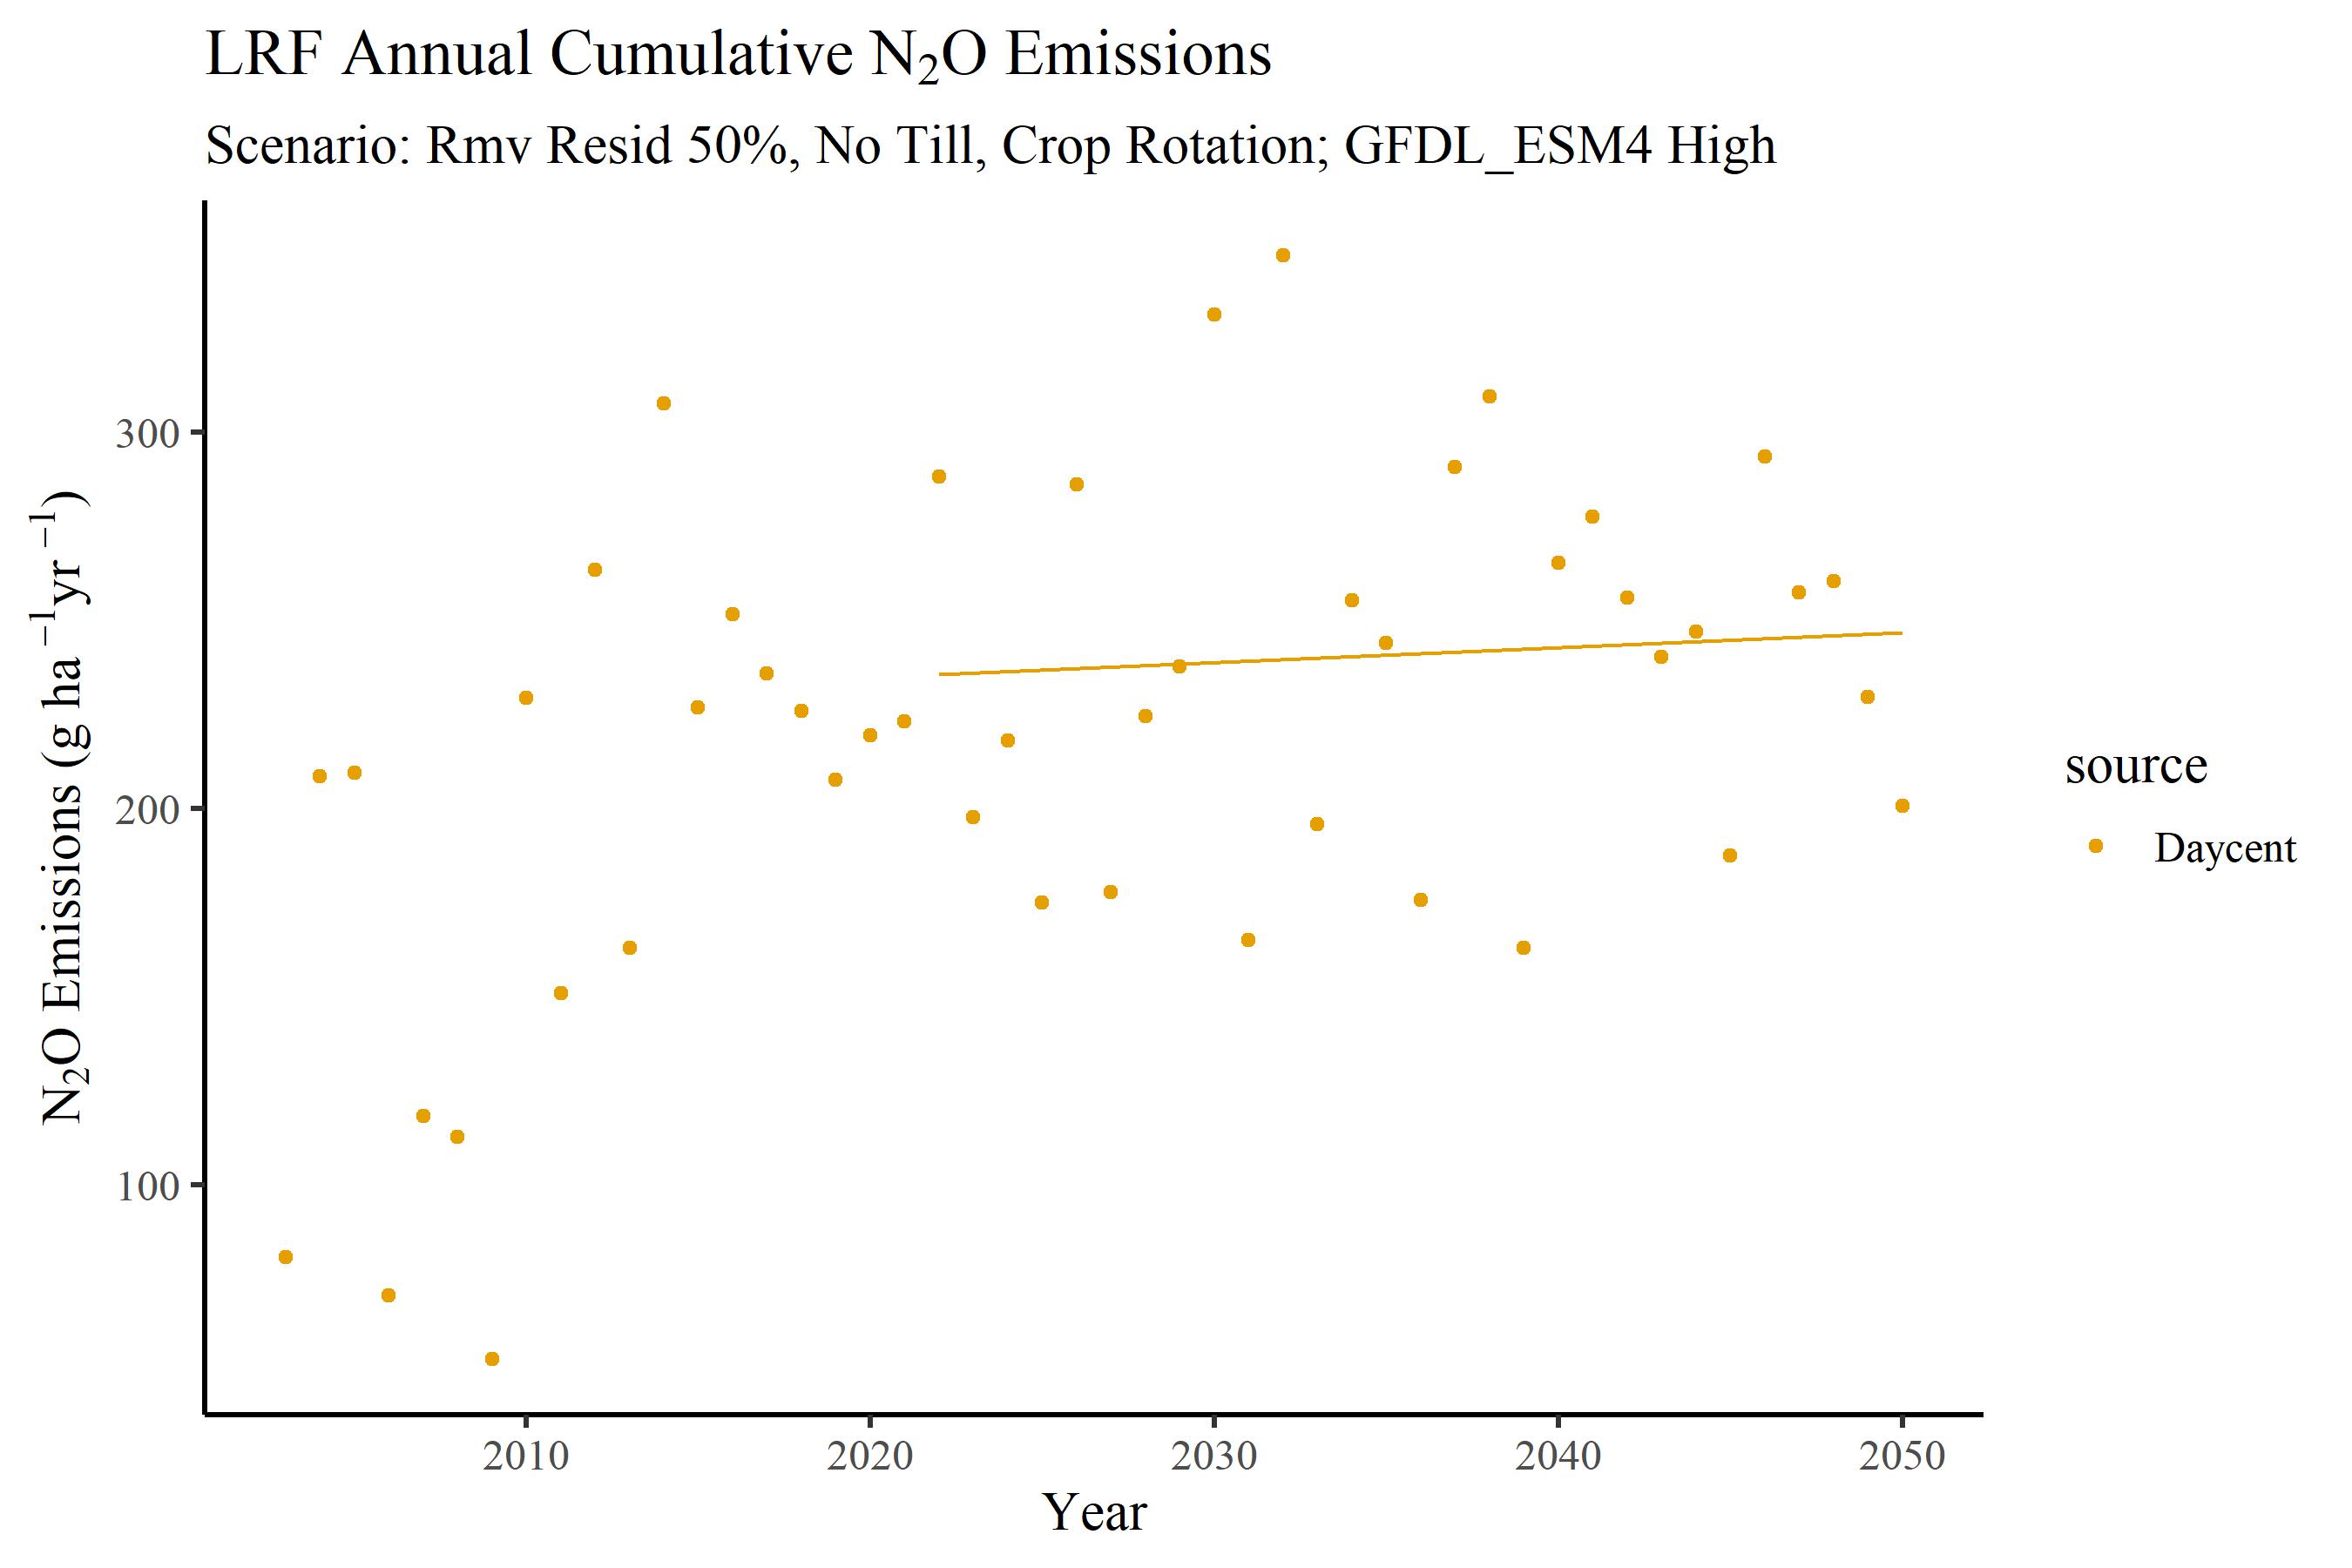 LRF Annual Cumulative N₂O Emissions
Scenario: Rmv Resid 50%, No Till, Crop Rotation; GFDL_ESM4 High
N₂O Emissions (g ha ⁻¹yr ⁻¹)
300
200
100
2010 2020 2030 2040 2050
Year
source
Daycent